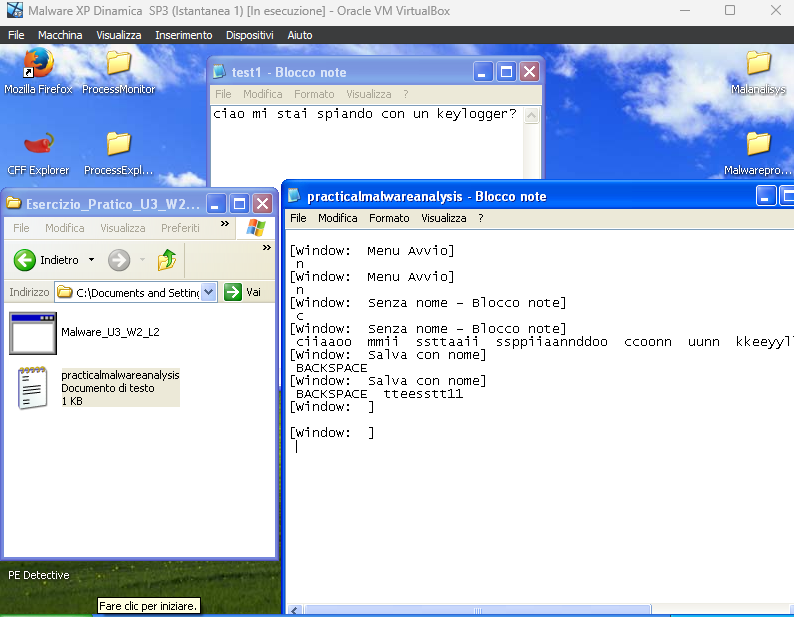 Malware XP Dinamica  SP3 (Istantanea 1) [In esecuzione] - Oracle VM VirtualBox
File Macchina Visualizza Inserimento Dispositivi Aiuto
Mozilla Firefox
ProcessMonitor
CFF Explorer
ProcessExpl...
Malanalisys
Malwarepro...
test1 - Blocco note
File Modifica Formato Visualizza ?
ciao mi stai spiando con un keylogger?
Esercizio_Pratico_U3_W2...
File Modifica Visualizza Preferiti »
Indietro
»
Indirizzo C:\Documents and Setting Vai
Malware_U3_W2_L2
practicalmalwareanalysis
Documento di testo
1 KB
practicalmalwareanalysis - Blocco note
File Modifica Formato Visualizza ?
[Window:  Menu Avvio]
n
[Window:  Menu Avvio]
n
[Window:  Senza nome - Blocco note]
c
[Window:  Senza nome - Blocco note]
ciiaaoo  mmii  ssttaaii  ssppiiaannddoo  ccoonn  uunn  kkeeyyll
[Window:  Salva con nome]
BACKSPACE
[Window:  Salva con nome]
BACKSPACE  tteesstt11
[Window:  ]
[Window:  ]
PE Detective
Fare clic per iniziare.